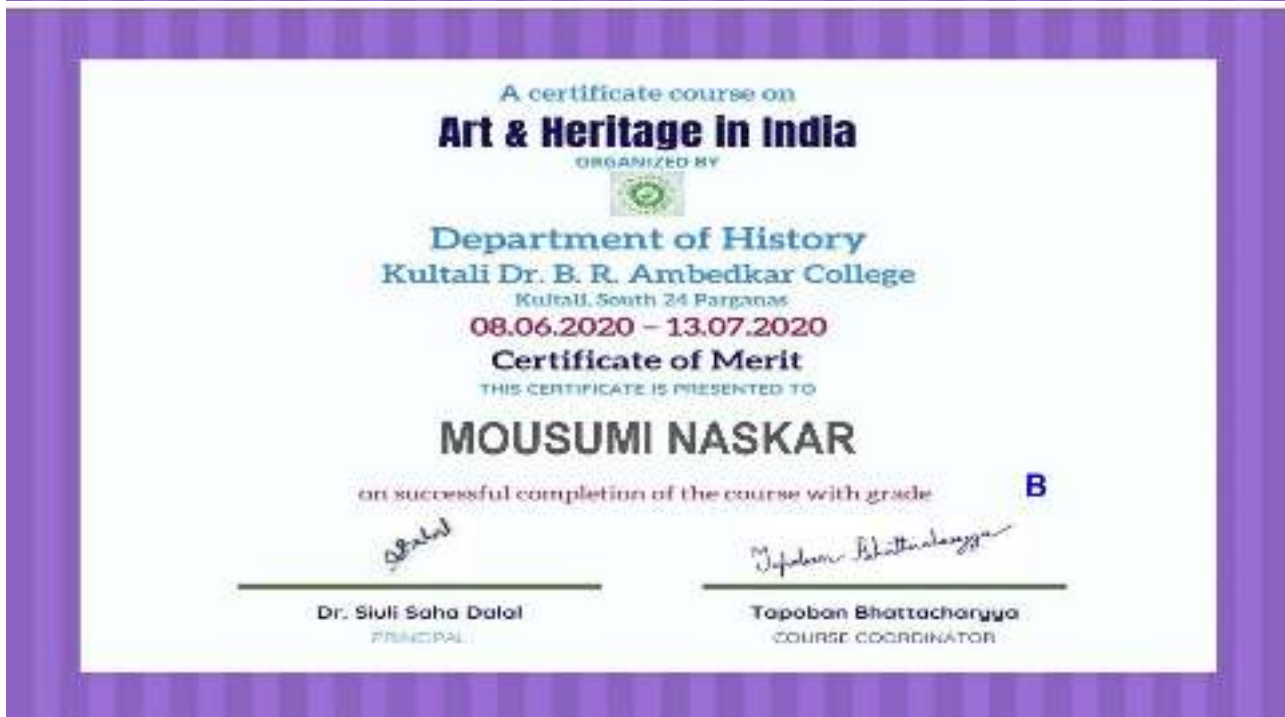 A certificate course on
Art & Heritage in India
ORGANIZED BY
Department of History
Kultali Dr. B. R. Ambedkar College
Kultali, South 24 Parganas
08.06.2020 – 13.07.2020
Certificate of Merit
THIS CERTIFICATE IS PRESENTED TO
MOUSUMI NASKAR
on successful completion of the course with grade B
Tapoban Bhattacharyya
Dr. Siuli Saha Dalal Tapoban Bhattacharyya
PRINCIPAL COURSE COORDINATOR